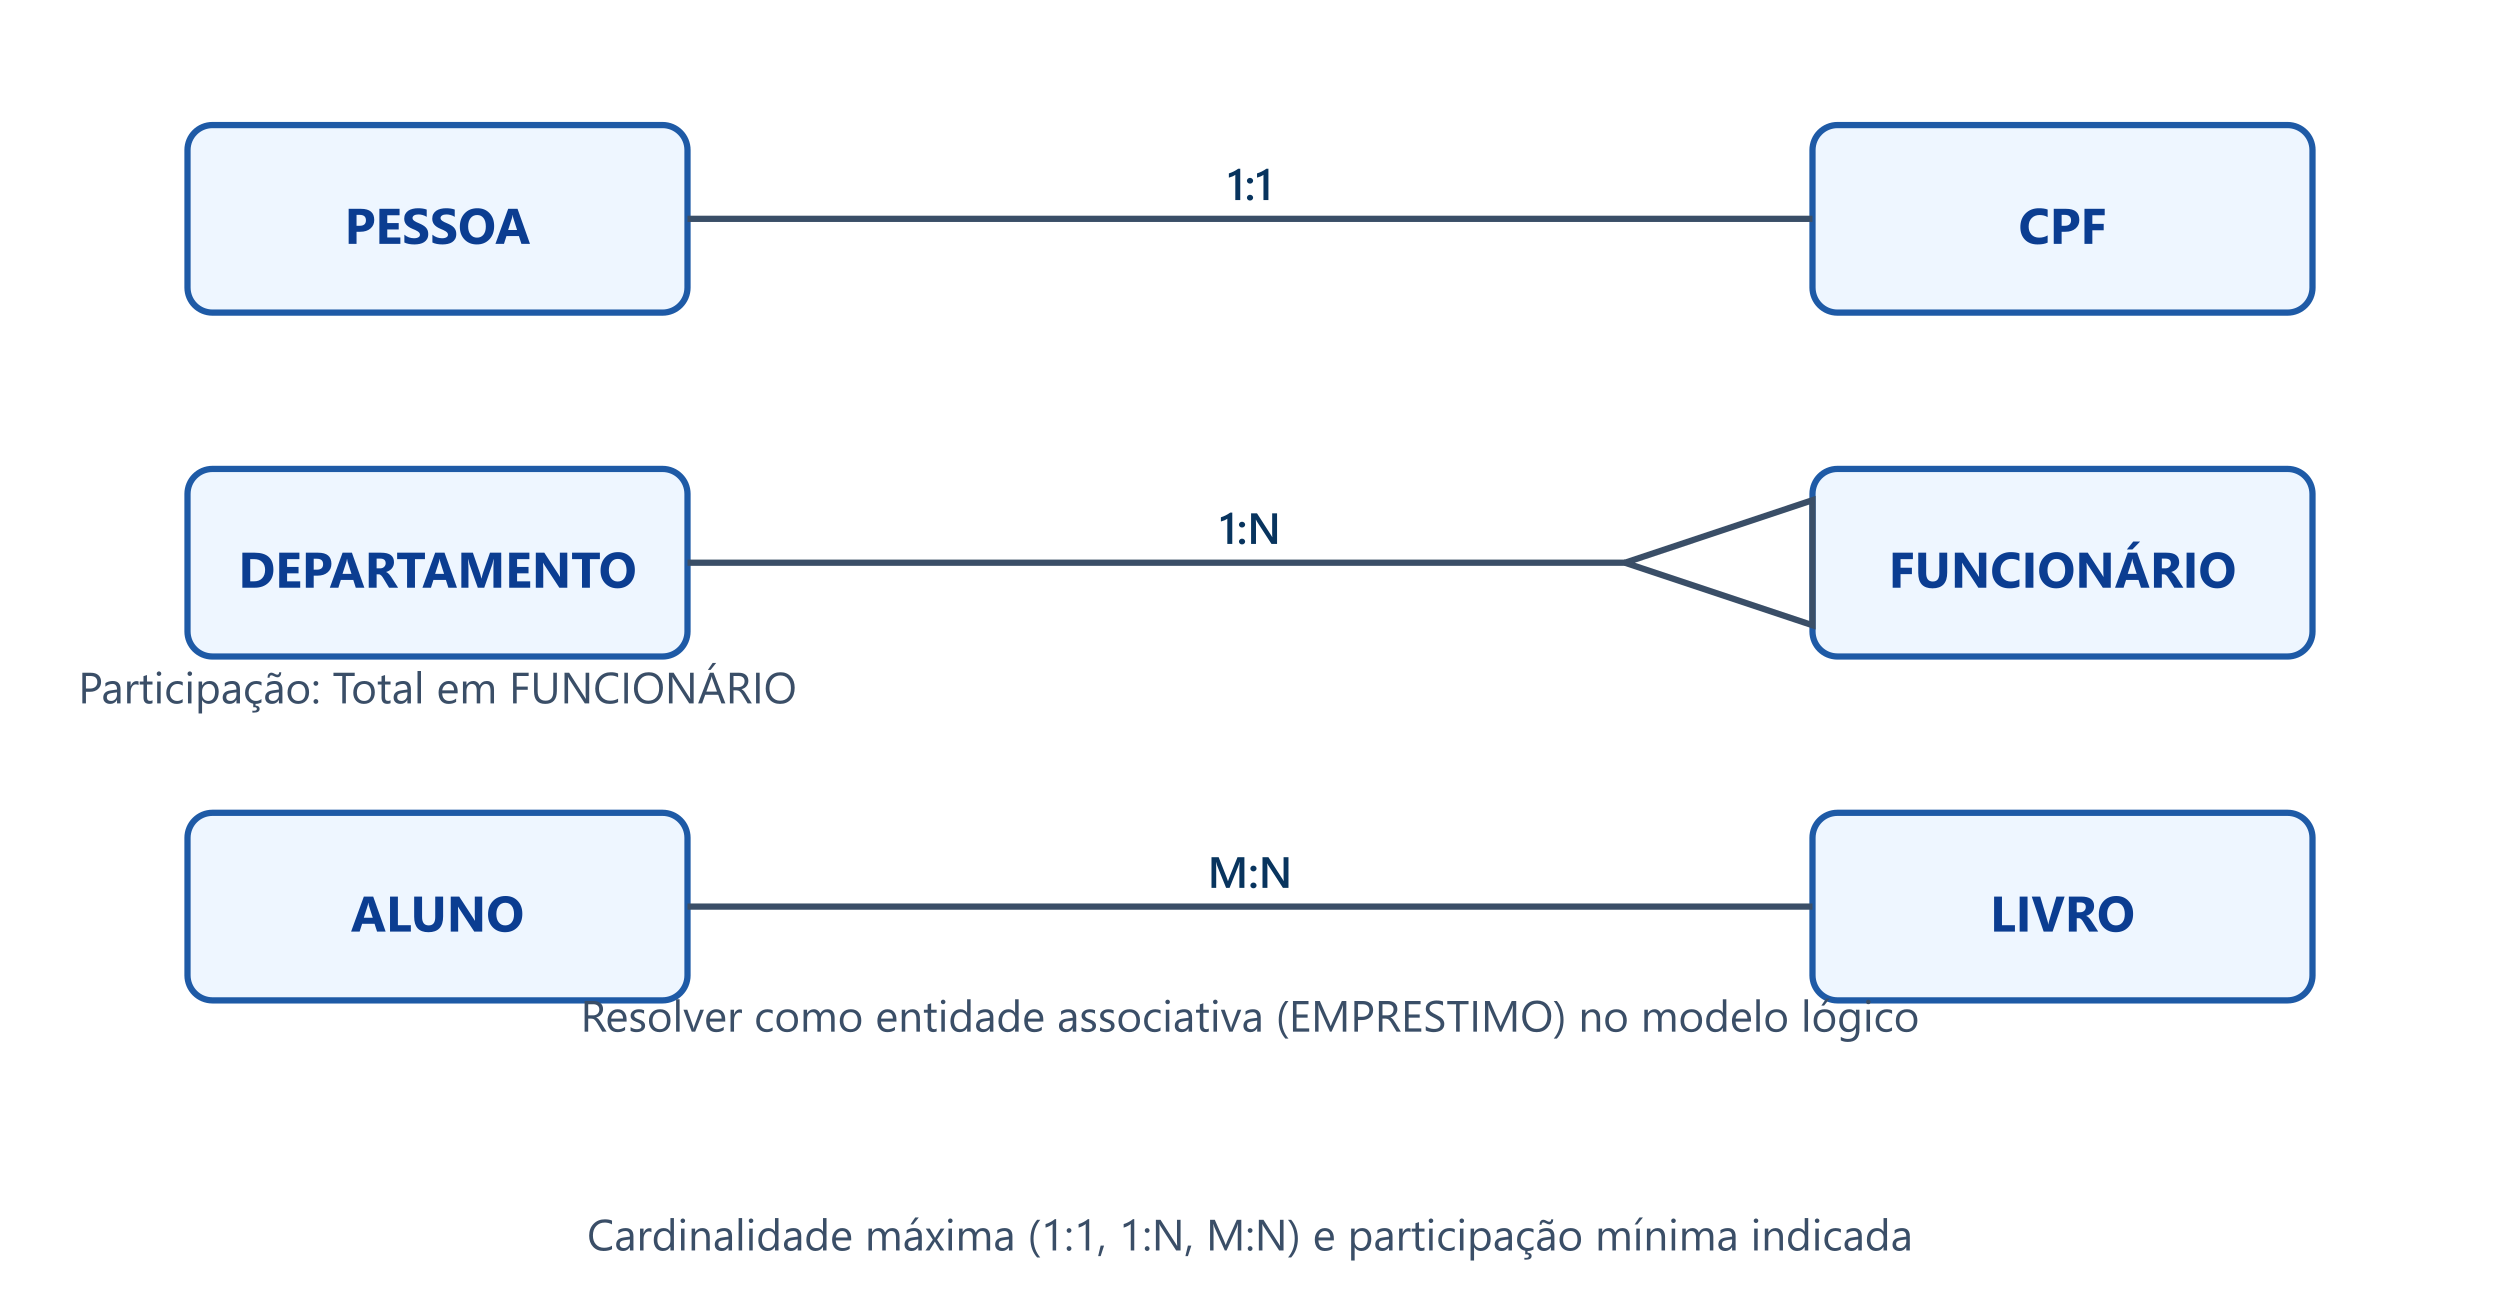 PESSOA
1:1
CPF
DEPARTAMENTO
1:N
FUNCIONÁRIO
Participação: Total em FUNCIONÁRIO
ALUNO
M:N
LIVRO
Resolver como entidade associativa (EMPRESTIMO) no modelo lógico
Cardinalidade máxima (1:1, 1:N, M:N) e participação mínima indicada